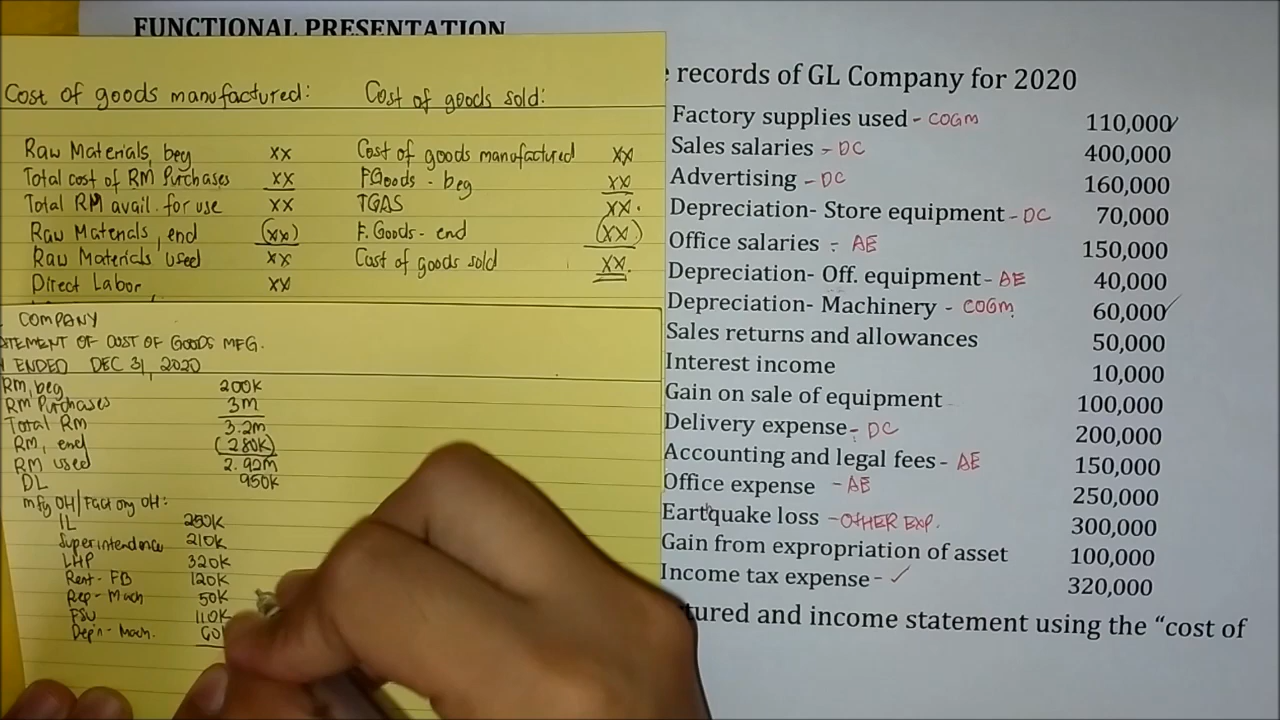 FUNCTIONAL PRESENTATION
Cost of goods manufactured:
Raw Materials, beg xx
Total cost of RM Purchases xx
Total RM avail. for use xx
Raw Materials, end (xx)
Raw Materials used xx
Direct Labor xx
Cost of goods sold:
Cost of goods manufactured xx
F.Goods - beg xx
TGAS xx.
F. Goods - end (xx)
Cost of goods sold xx.
COMPANY
STATEMENT OF COST OF GOODS MFG.
ENDED DEC 31, 2020
RM, beg 200K
RM Purchases 3M
Total RM 3.2M
RM, end (280K)
RM used 2.92M
DL 950K
Mfg OH/Factory OH:
IL 250K
Superintendence 210K
LHP 320K
Rent - FB 120K
Rep - Mach 50K
FSU 110K
Dep'n - Mach. 60
records of GL Company for 2020
Factory supplies used - COGM 110,000✓
Sales salaries - DC 400,000
Advertising - DC 160,000
Depreciation- Store equipment - DC 70,000
Office salaries - AE 150,000
Depreciation- Off. equipment - AE 40,000
Depreciation- Machinery - COGM 60,000✓
Sales returns and allowances 50,000
Interest income 10,000
Gain on sale of equipment 100,000
Delivery expense - DC 200,000
Accounting and legal fees - AE 150,000
Office expense - AE 250,000
Eartquake loss - OTHER EXP. 300,000
Gain from expropriation of asset 100,000
Income tax expense - ✓ 320,000
tured and income statement using the “cost of